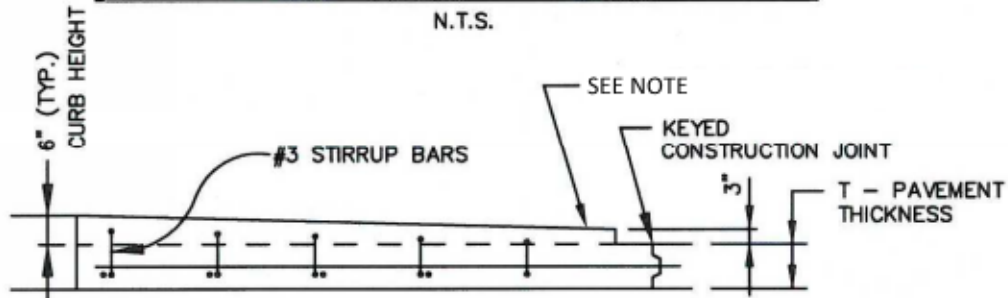 N.T.S.
6" (TYP.)
CURB HEIGHT
SEE NOTE
KEYED
CONSTRUCTION JOINT
#3 STIRRUP BARS
3"
T - PAVEMENT
THICKNESS